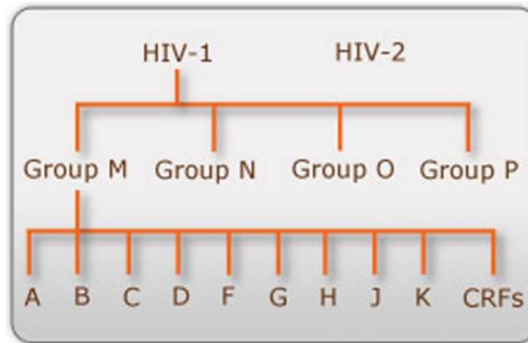 HIV-1 HIV-2
Group M Group N Group O Group P
A B C D F G H J K CRFs